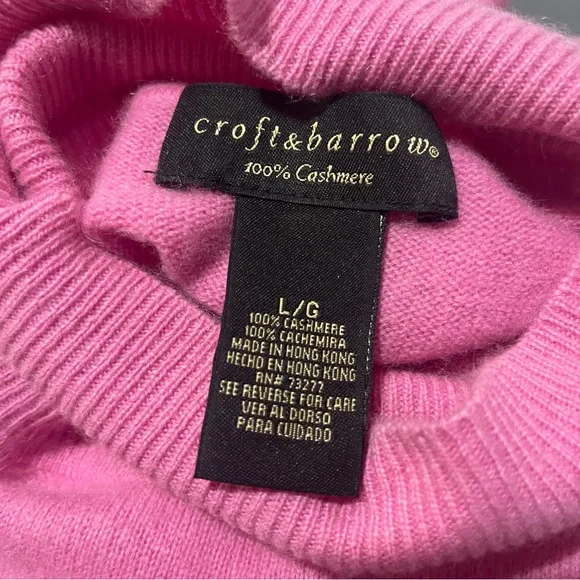 croft&barrow®
100% Cashmere
L/G
100% CASHMERE
100% CACHEMIRA
MADE IN HONG KONG
HECHO EN HONG KONG
RN# 73277
SEE REVERSE FOR CARE
VER AL DORSO
PARA CUIDADO